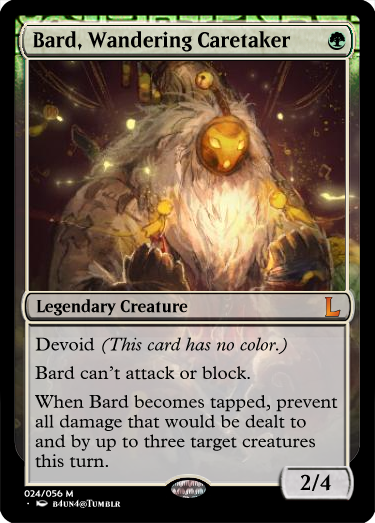 Bard, Wandering Caretaker
Legendary Creature
L
Devoid (This card has no color.)
Bard can't attack or block.
When Bard becomes tapped, prevent
all damage that would be dealt to
and by up to three target creatures
this turn.
2/4
024/056 M
· B4UN4@Tumblr